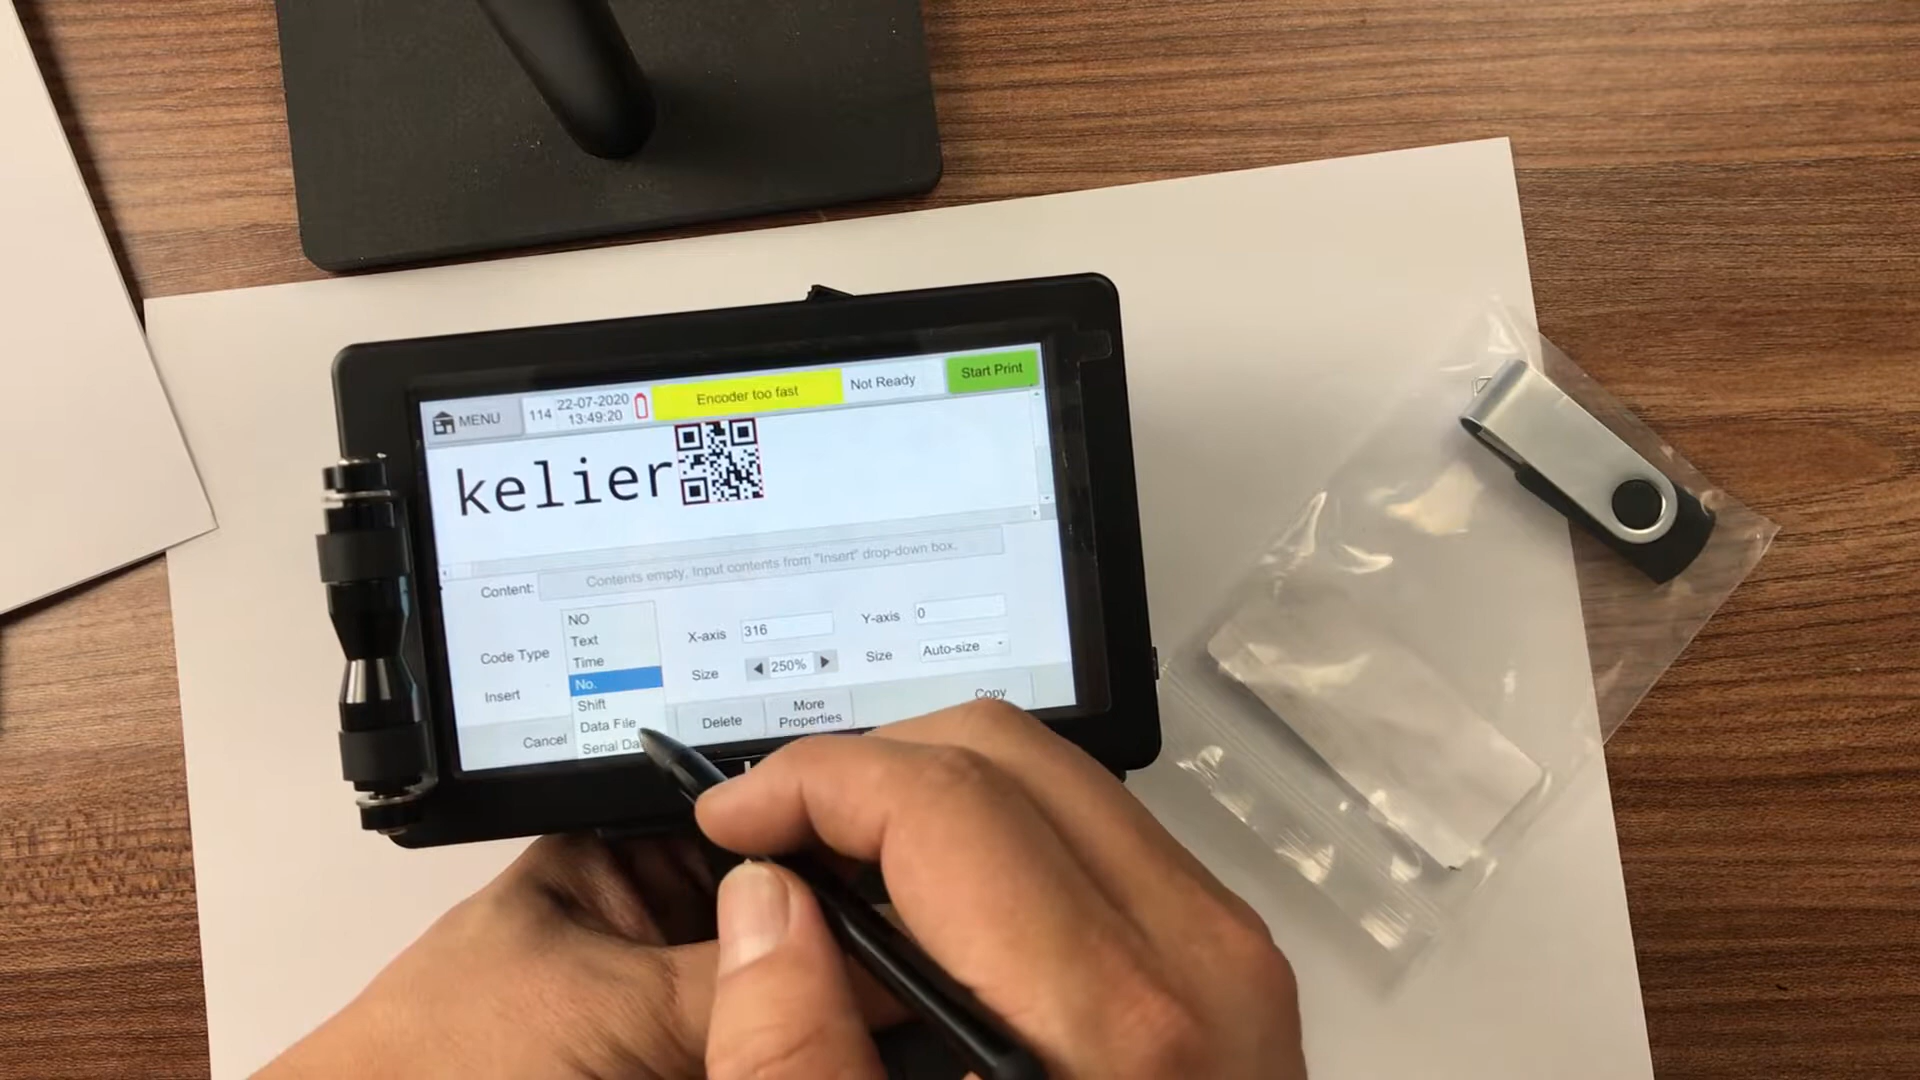 MENU
114
22-07-2020
13:49:20
Encoder too fast
Not Ready
Start Print
kelier
Content:
Contents empty, Input contents from "Insert" drop-down box.
NO
Text
Time
No.
Shift
Data File
Serial Da
Code Type
Insert
X-axis
316
Y-axis
0
Size
250%
Size
Auto-size
Cancel
Delete
More
Properties
Copy